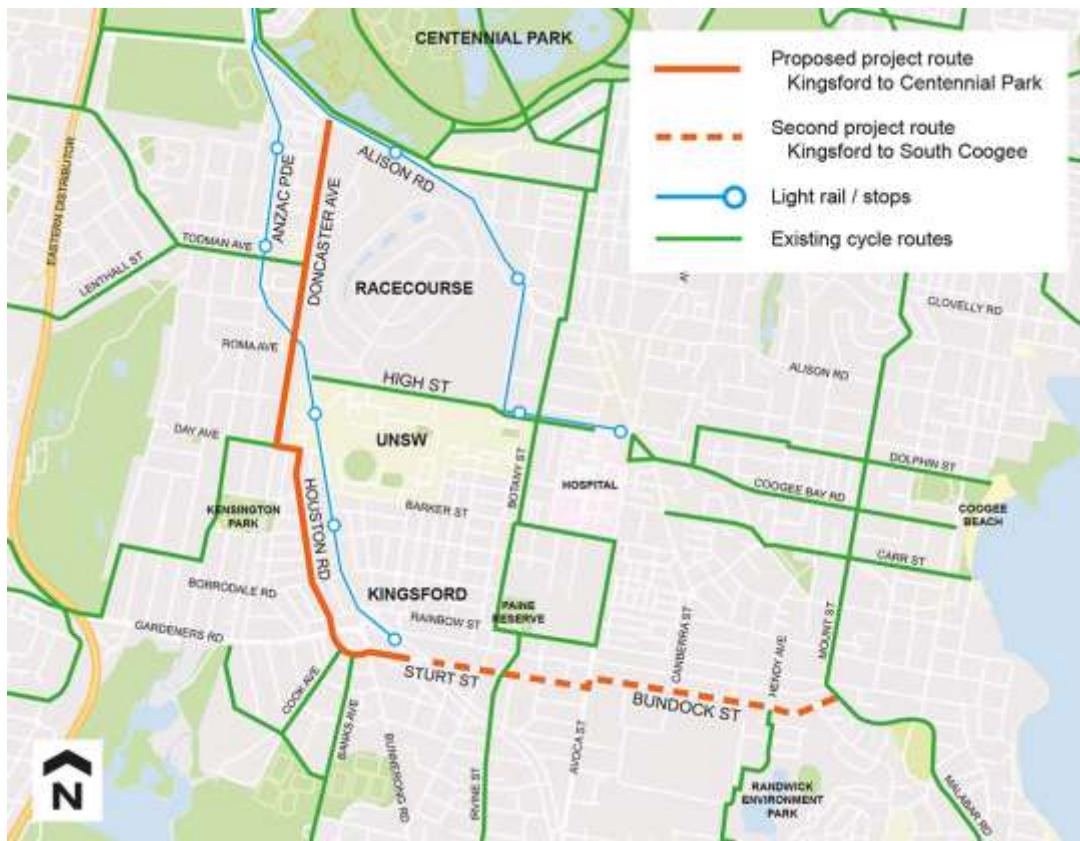 CENTENNIAL PARK
Proposed project route
Kingsford to Centennial Park
Second project route
Kingsford to South Coogee
Light rail / stops
Existing cycle routes
EASTERN DISTRIBUTOR
ANZAC PDE
ALISON RD
DONCASTER AVE
TODMAN AVE
LENTHALL ST
RACECOURSE
CLOVELLY RD
ROMA AVE
ALISON RD
HIGH ST
DAY AVE
UNSW
DOLPHIN ST
BOTANY ST
HOSPITAL
COOGEE BAY RD
KENSINGTON
PARK
HOUSTON RD
BARKER ST
COOGEE
BEACH
CARR ST
BORRODALE RD
KINGSFORD
RAINBOW ST
PAINE
RESERVE
GARDENERS RD
CANBERRA ST
HENDY AVE
MOUNT ST
COOK AVE
STURT ST
BUNDOCK ST
BANKS AVE
BUNNERONG RD
IRVINE ST
AVOCA ST
N
RANDWICK
ENVIRONMENT
PARK
MALABAR RD